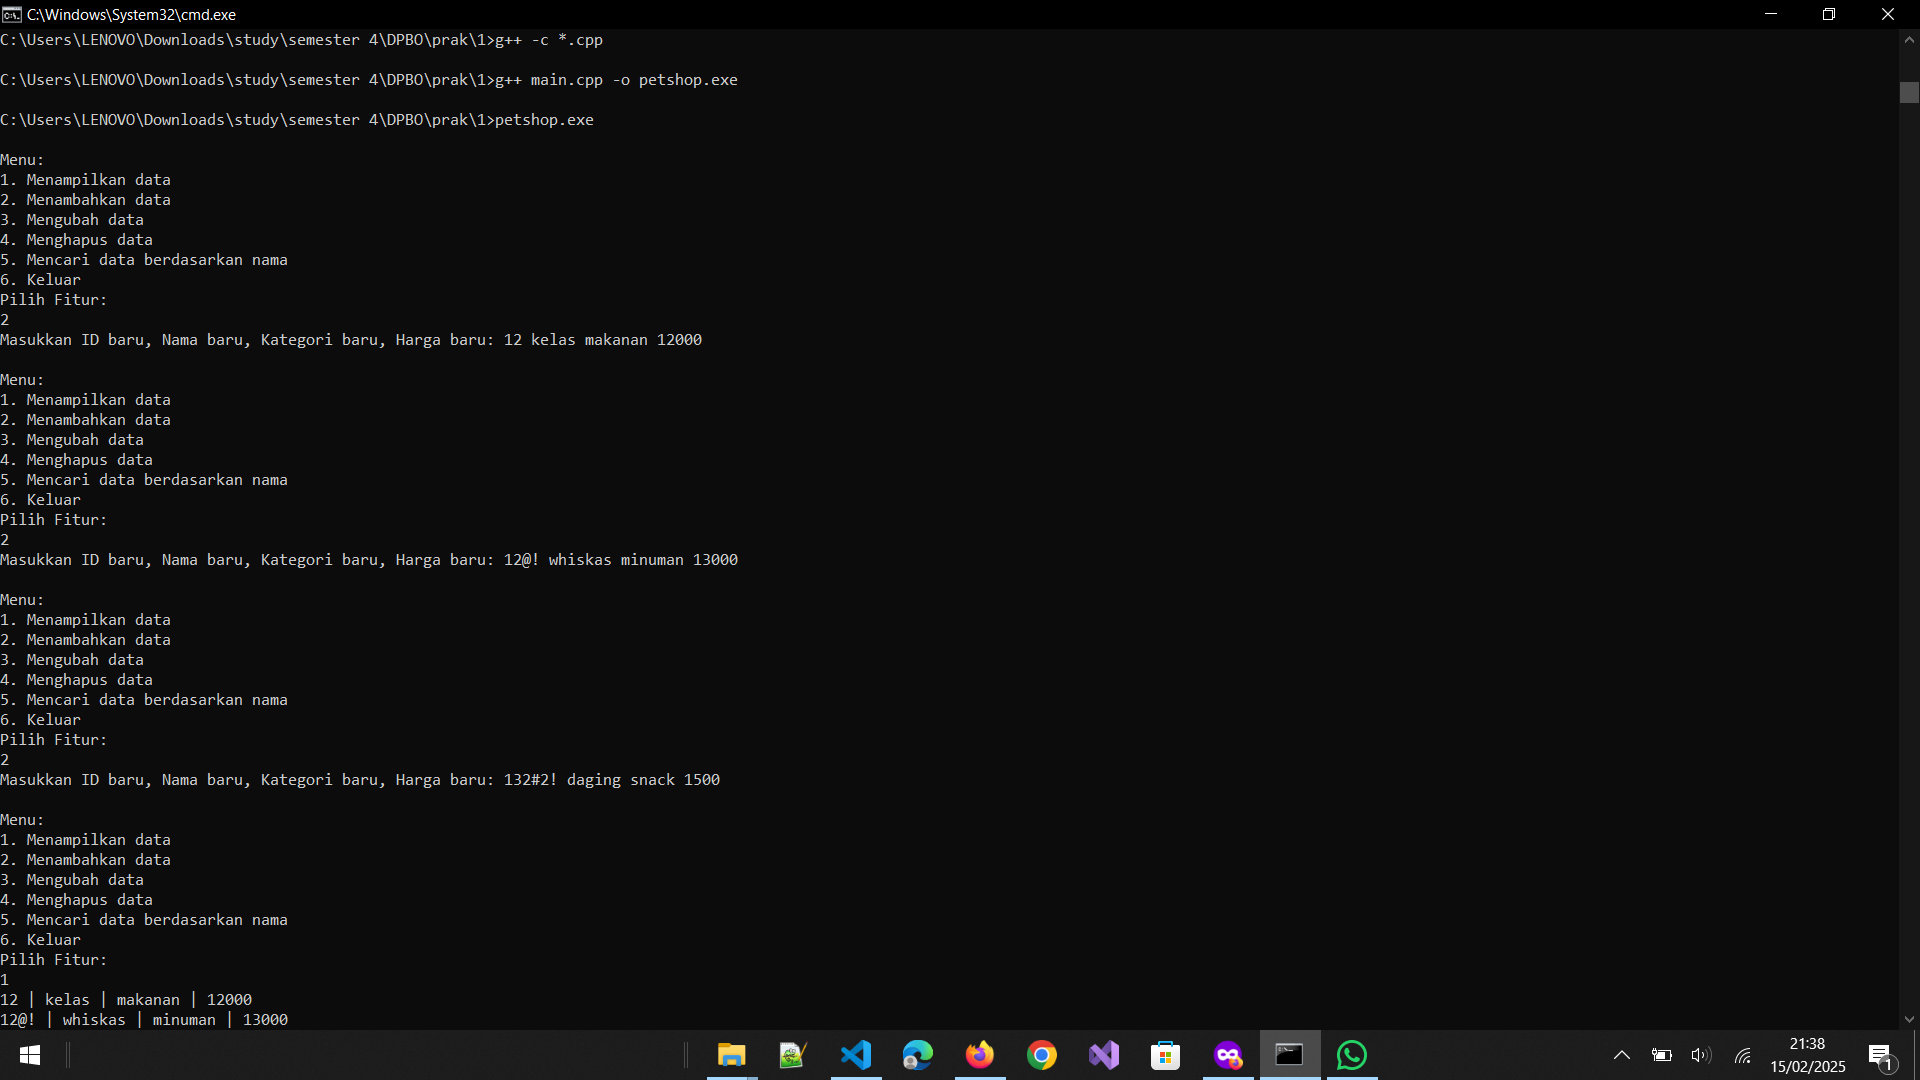 C:\Windows\System32\cmd.exe
C:\Users\LENOVO\Downloads\study\semester 4\DPBO\prak\1>g++ -c *.cpp
C:\Users\LENOVO\Downloads\study\semester 4\DPBO\prak\1>g++ main.cpp -o petshop.exe
C:\Users\LENOVO\Downloads\study\semester 4\DPBO\prak\1>petshop.exe
Menu:
1. Menampilkan data
2. Menambahkan data
3. Mengubah data
4. Menghapus data
5. Mencari data berdasarkan nama
6. Keluar
Pilih Fitur:
2
Masukkan ID baru, Nama baru, Kategori baru, Harga baru: 12 kelas makanan 12000
Menu:
1. Menampilkan data
2. Menambahkan data
3. Mengubah data
4. Menghapus data
5. Mencari data berdasarkan nama
6. Keluar
Pilih Fitur:
2
Masukkan ID baru, Nama baru, Kategori baru, Harga baru: 12@! whiskas minuman 13000
Menu:
1. Menampilkan data
2. Menambahkan data
3. Mengubah data
4. Menghapus data
5. Mencari data berdasarkan nama
6. Keluar
Pilih Fitur:
2
Masukkan ID baru, Nama baru, Kategori baru, Harga baru: 132#2! daging snack 1500
Menu:
1. Menampilkan data
2. Menambahkan data
3. Mengubah data
4. Menghapus data
5. Mencari data berdasarkan nama
6. Keluar
Pilih Fitur:
1
12 | kelas | makanan | 12000
12@! | whiskas | minuman | 13000
21:38
15/02/2025
1